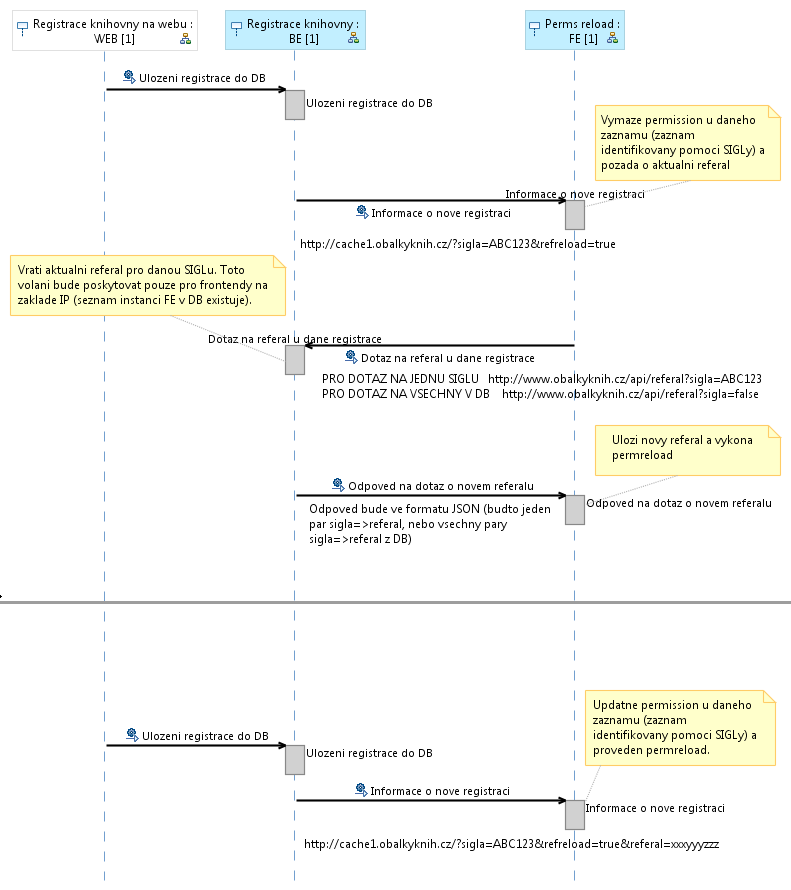 Registrace knihovny na webu :
WEB [1]
Registrace knihovny :
BE [1]
Perms reload :
FE [1]
Ulozeni registrace do DB
Ulozeni registrace do DB
Vymaze permission u daneho
zaznamu (zaznam
identifikovany pomoci SIGLy) a
pozada o aktualni referal
Informace o nove registraci
Informace o nove registraci
http://cache1.obalkyknih.cz/?sigla=ABC123&refreload=true
Vrati aktualni referal pro danou SIGLu. Toto
volani bude poskytovat pouze pro frontendy na
zaklade IP (seznam instanci FE v DB existuje).
Dotaz na referal u dane registrace
Dotaz na referal u dane registrace
PRO DOTAZ NA JEDNU SIGLU http://www.obalkyknih.cz/api/referal?sigla=ABC123
PRO DOTAZ NA VSECHNY V DB http://www.obalkyknih.cz/api/referal?sigla=false
Ulozi novy referal a vykona
permreload
Odpoved na dotaz o novem referalu
Odpoved na dotaz o novem referalu
Odpoved bude ve formatu JSON (budto jeden
par sigla=>referal, nebo vsechny pary
sigla=>referal z DB)
Updatne permission u daneho
zaznamu (zaznam
identifikovany pomoci SIGLy) a
proveden permreload.
Ulozeni registrace do DB
Ulozeni registrace do DB
Informace o nove registraci
Informace o nove registraci
http://cache1.obalkyknih.cz/?sigla=ABC123&refreload=true&referal=xxxyyyzzz